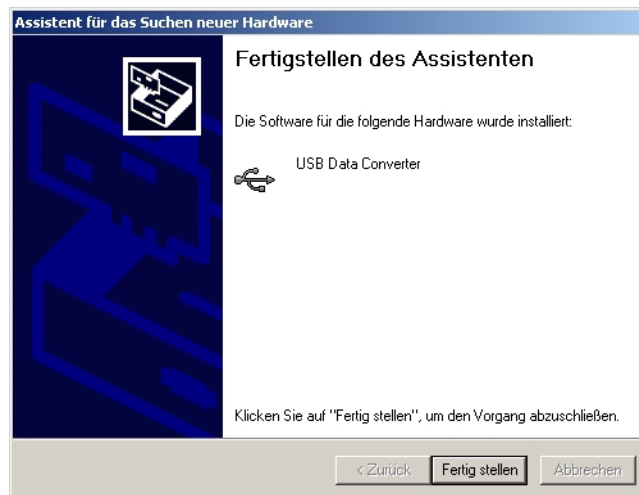 Assistent für das Suchen neuer Hardware
Fertigstellen des Assistenten
Die Software für die folgende Hardware wurde installiert:
USB Data Converter
Klicken Sie auf "Fertig stellen", um den Vorgang abzuschließen.
< Zurück Fertig stellen Abbrechen